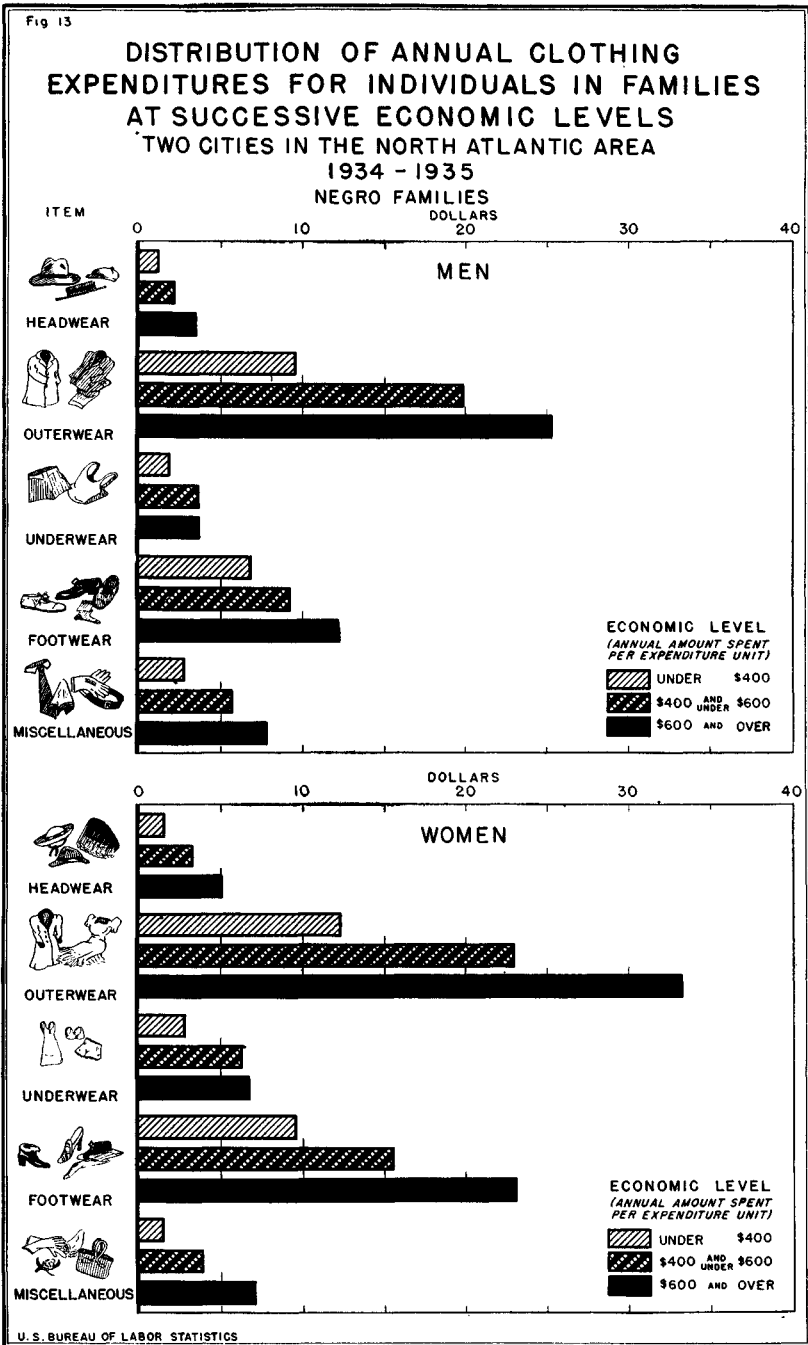 Fig 13
DISTRIBUTION OF ANNUAL CLOTHING
EXPENDITURES FOR INDIVIDUALS IN FAMILIES
AT SUCCESSIVE ECONOMIC LEVELS
TWO CITIES IN THE NORTH ATLANTIC AREA
1934 - 1935
NEGRO FAMILIES
ITEM
DOLLARS
0 10 20 30 40
MEN
HEADWEAR
OUTERWEAR
UNDERWEAR
FOOTWEAR
MISCELLANEOUS
ECONOMIC LEVEL
(ANNUAL AMOUNT SPENT
PER EXPENDITURE UNIT)
UNDER $400
$400 AND UNDER $600
$600 AND OVER
DOLLARS
0 10 20 30 40
WOMEN
HEADWEAR
OUTERWEAR
UNDERWEAR
FOOTWEAR
MISCELLANEOUS
ECONOMIC LEVEL
(ANNUAL AMOUNT SPENT
PER EXPENDITURE UNIT)
UNDER $400
$400 AND UNDER $600
$600 AND OVER
U.S. BUREAU OF LABOR STATISTICS